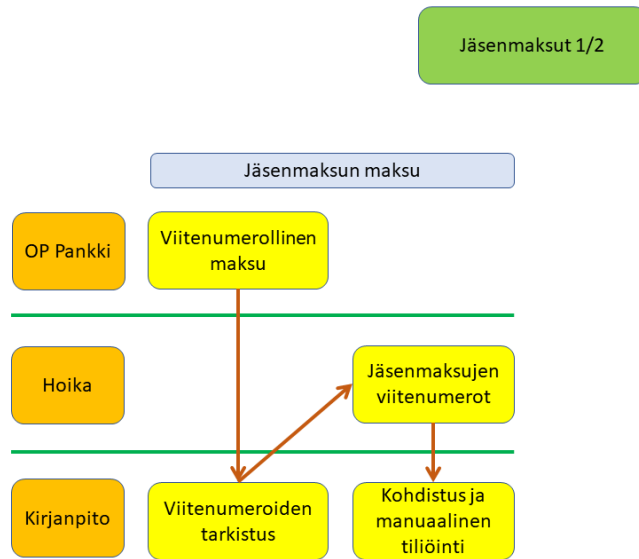 Jäsenmaksut 1/2
Jäsenmaksun maksu
OP Pankki
Viitenumerollinen
maksu
Hoika
Jäsenmaksujen
viitenumerot
Kirjanpito
Viitenumeroiden
tarkistus
Kohdistus ja
manuaalinen
tiliöinti